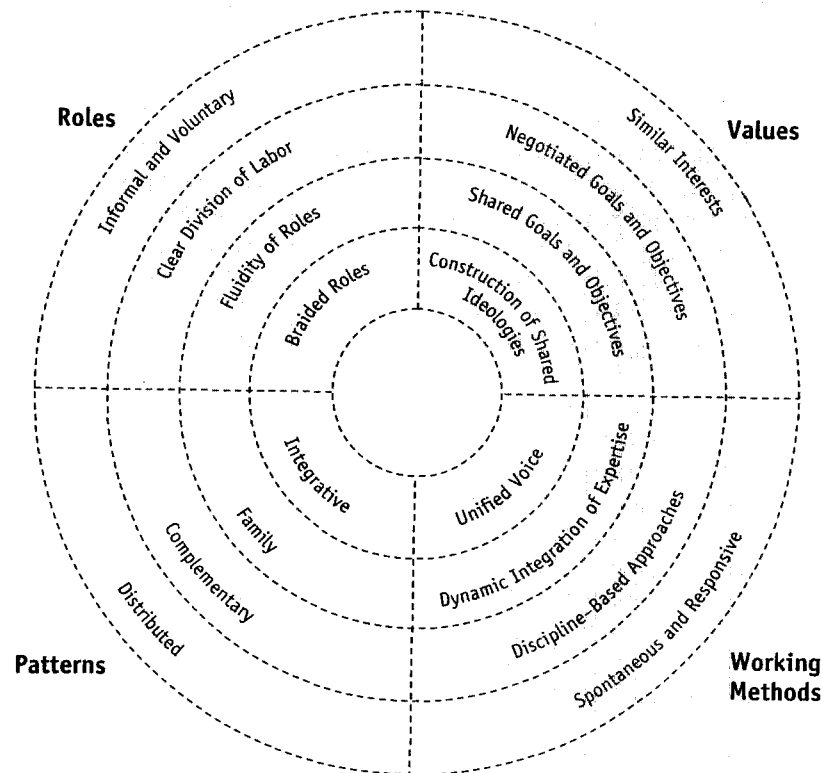 Roles
Informal and Voluntary
Clear Division of Labor
Fluidity of Roles
Braided Roles
Values
Similar Interests
Negotiated Goals and Objectives
Shared Goals and Objectives
Construction of Shared
Ideologies
Patterns
Integrative
Family
Complementary
Distributed
Working
Methods
Unified Voice
Dynamic Integration of Expertise
Discipline–Based Approaches
Spontaneous and Responsive